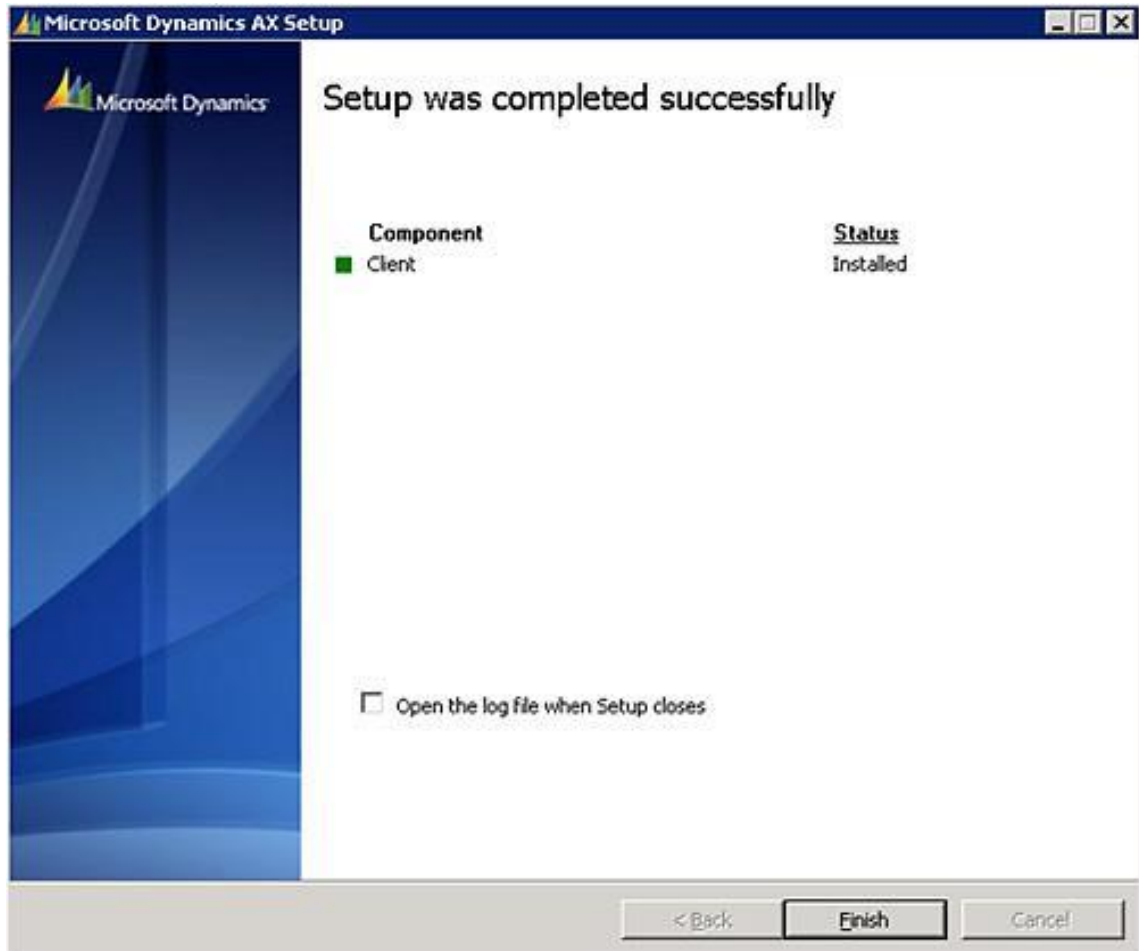 Microsoft Dynamics AX Setup
Microsoft Dynamics
Setup was completed successfully
Component Status
Client Installed
Open the log file when Setup closes
< Back Finish Cancel